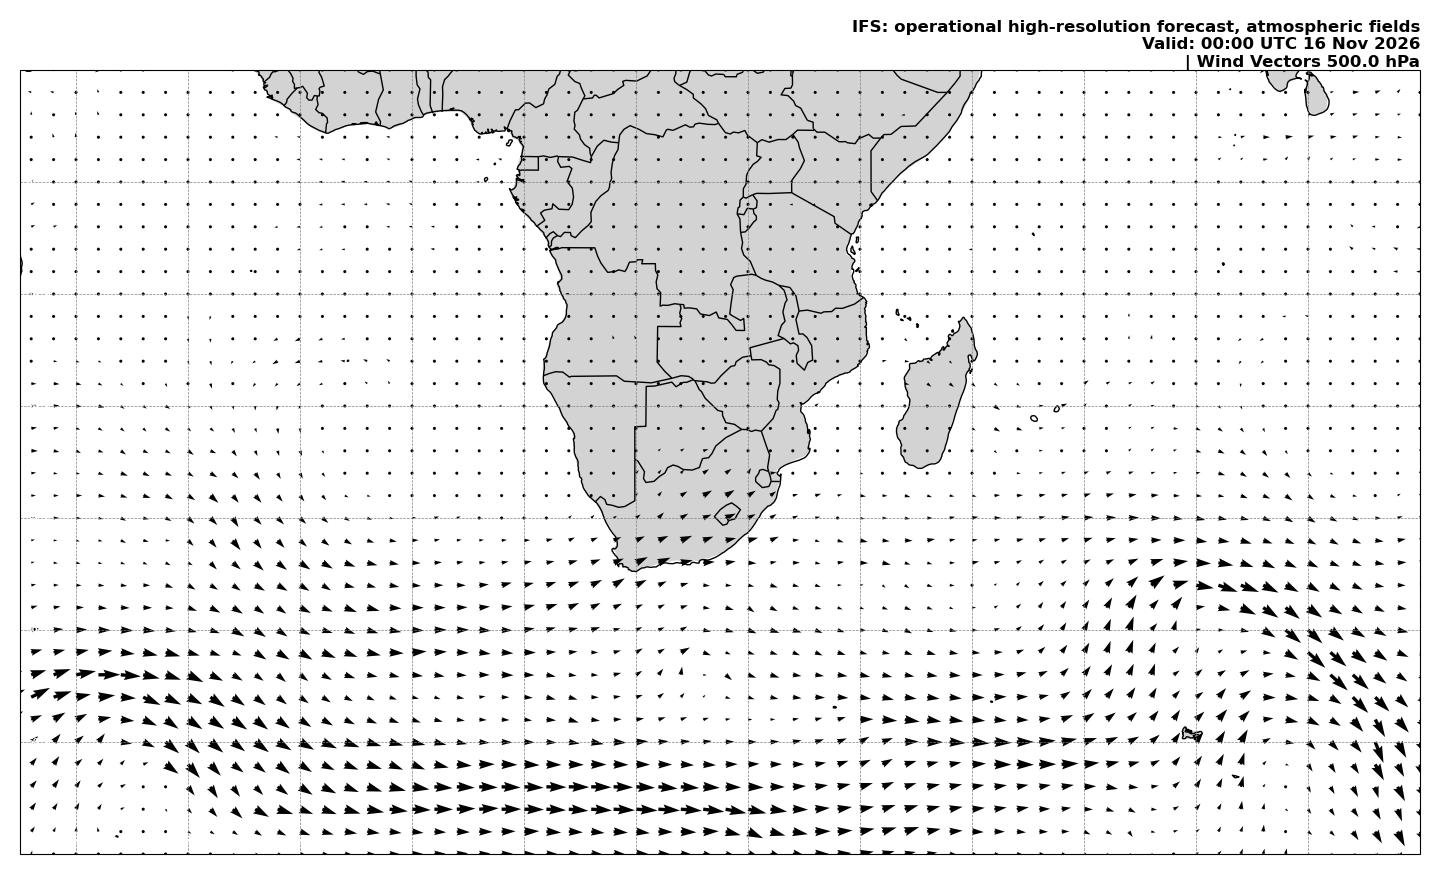 IFS: operational high-resolution forecast, atmospheric fields
Valid: 00:00 UTC 16 Nov 2026
| Wind Vectors 500.0 hPa